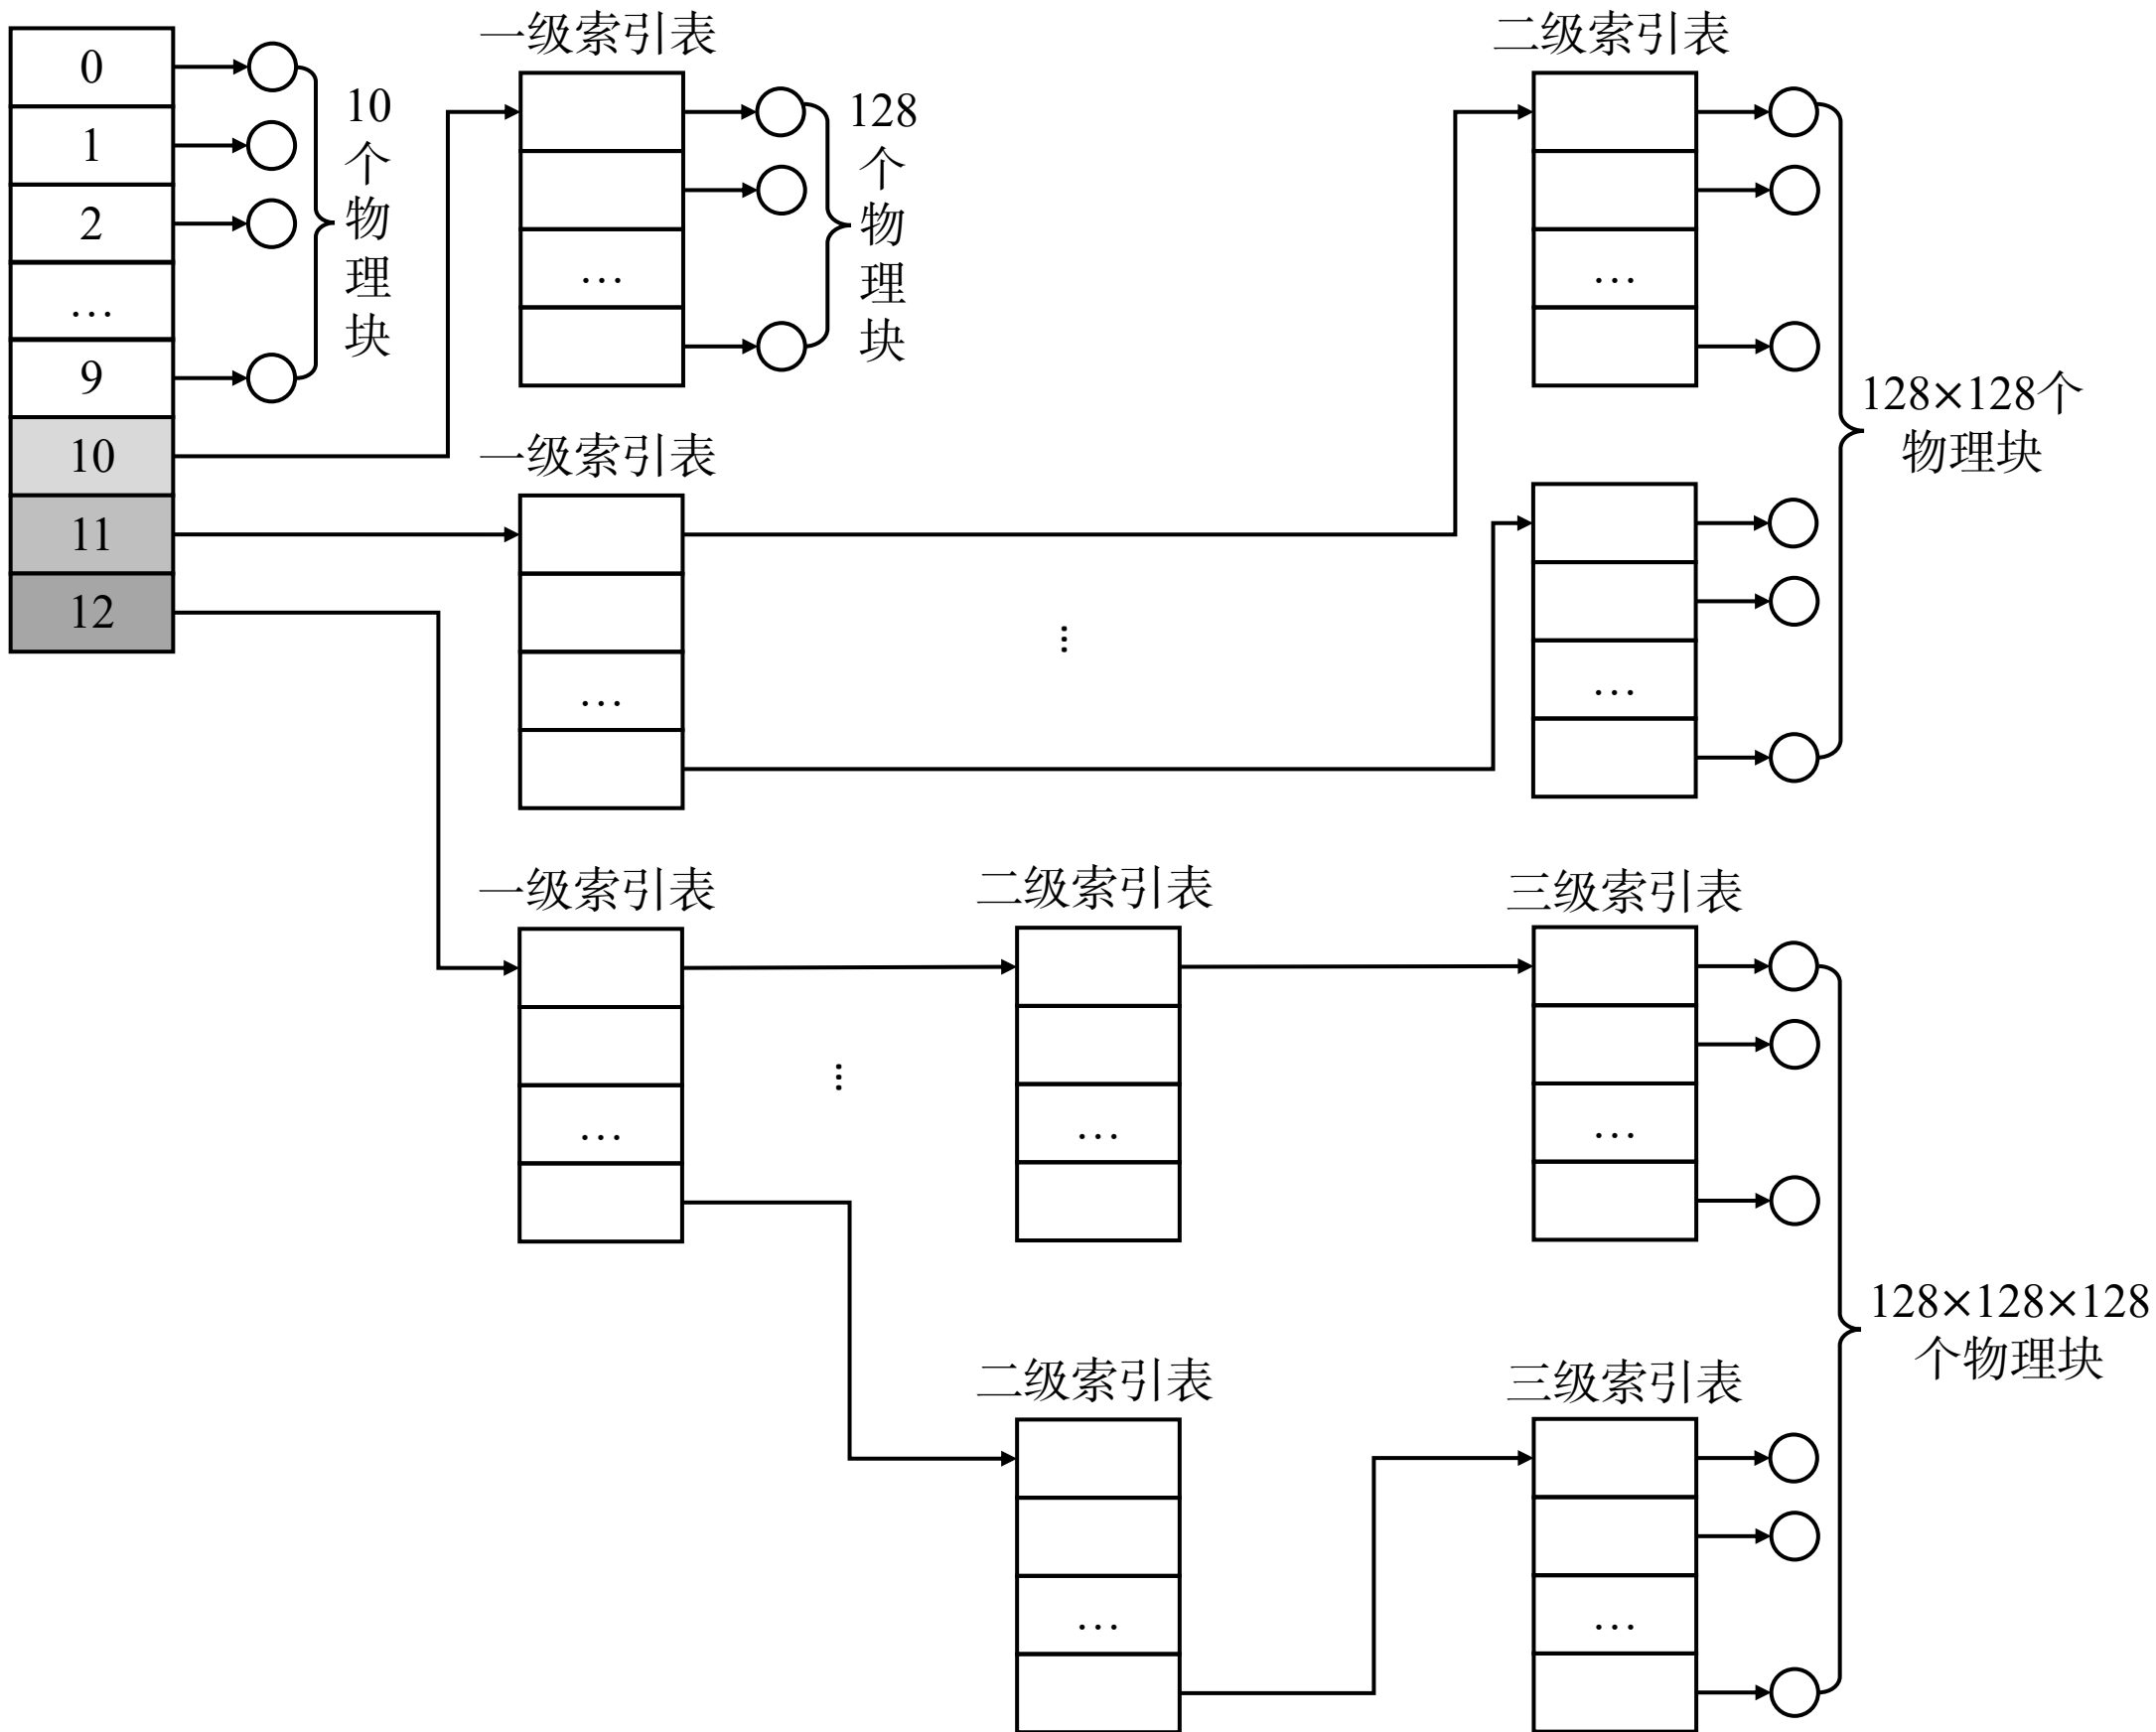 0
1
2
…
9
10
11
12
10
个
物
理
块
一级索引表
…
128
个
物
理
块
二级索引表
…
…
128×128个
物理块
一级索引表
…
⋮
一级索引表
…
⋮
二级索引表
…
三级索引表
…
二级索引表
…
三级索引表
…
128×128×128
个物理块